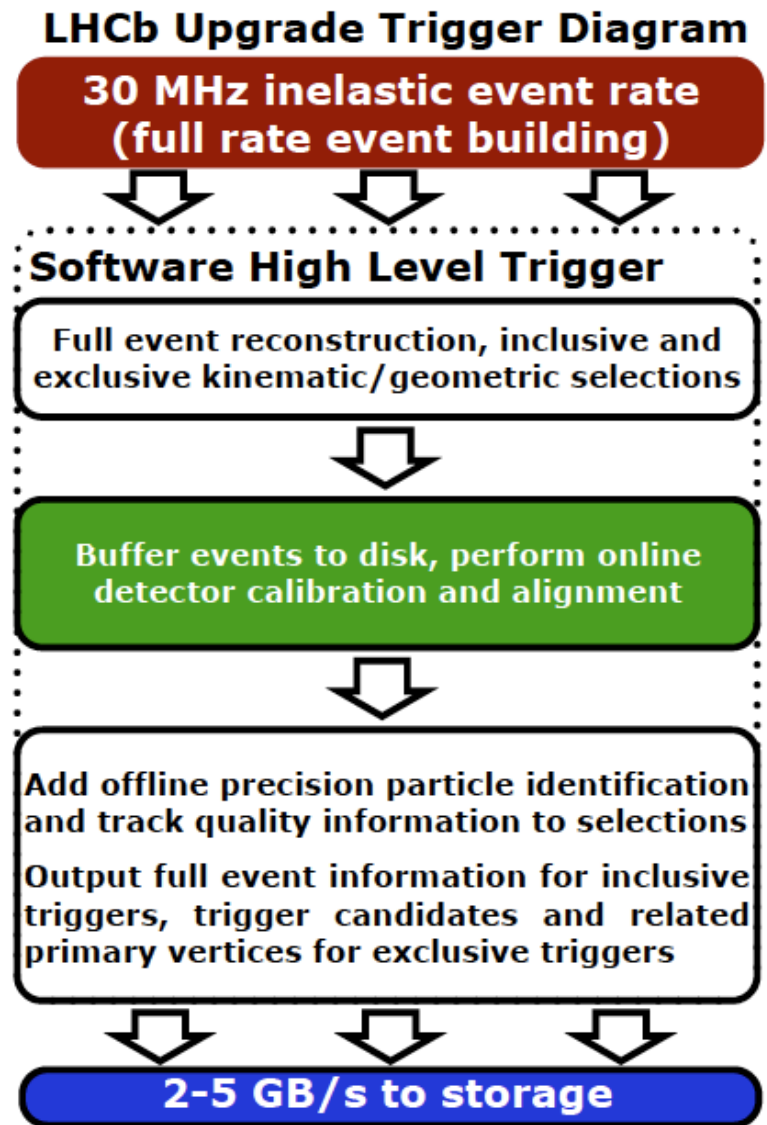 LHCb Upgrade Trigger Diagram
30 MHz inelastic event rate
(full rate event building)
Software High Level Trigger
Full event reconstruction, inclusive and
exclusive kinematic/geometric selections
Buffer events to disk, perform online
detector calibration and alignment
Add offline precision particle identification
and track quality information to selections
Output full event information for inclusive
triggers, trigger candidates and related
primary vertices for exclusive triggers
2-5 GB/s to storage